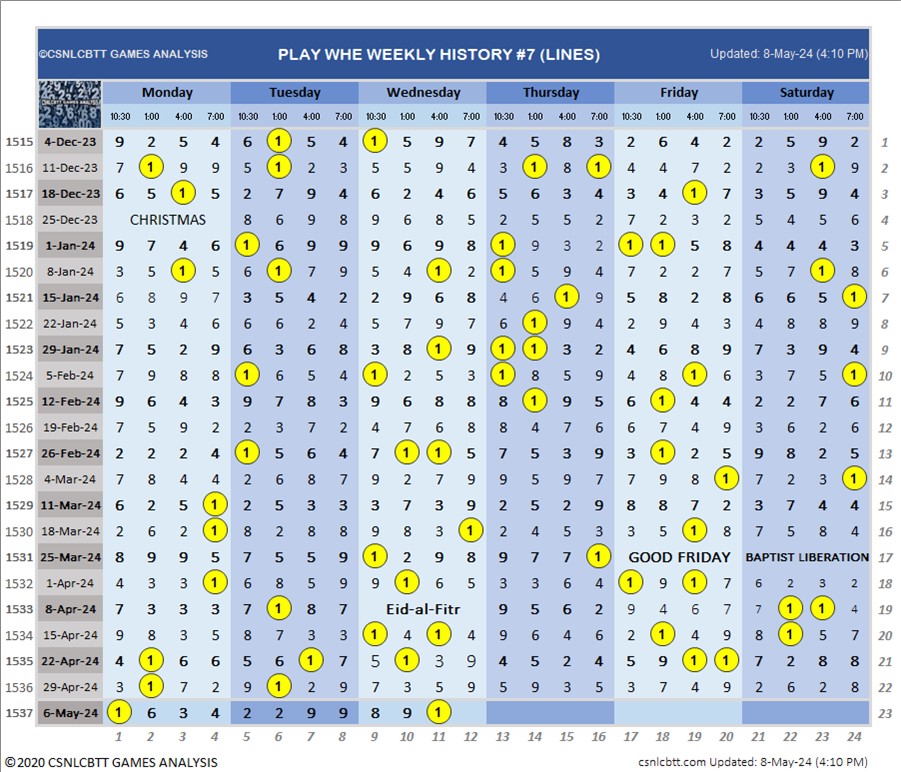 ©CSNLCBTT GAMES ANALYSIS PLAY WHE WEEKLY HISTORY #7 (LINES) Updated: 8-May-24 (4:10 PM)
Monday Tuesday Wednesday Thursday Friday Saturday
10:30 1:00 4:00 7:00 10:30 1:00 4:00 7:00 10:30 1:00 4:00 7:00 10:30 1:00 4:00 7:00 10:30 1:00 4:00 7:00 10:30 1:00 4:00 7:00
1515 4-Dec-23 9 2 5 4 6 1 5 4 1 5 9 7 4 5 8 3 2 6 4 2 2 5 9 2 1
1516 11-Dec-23 7 1 9 9 5 1 2 3 5 5 9 4 3 1 8 1 4 4 7 2 2 3 1 9 2
1517 18-Dec-23 6 5 1 5 2 7 9 4 6 2 4 6 5 6 3 4 3 4 1 7 3 5 9 4 3
1518 25-Dec-23 CHRISTMAS 8 6 9 8 9 6 8 5 2 5 5 2 7 2 3 2 5 4 5 6 4
1519 1-Jan-24 9 7 4 6 1 6 9 9 9 6 9 8 1 9 3 2 1 1 5 8 4 4 4 3 5
1520 8-Jan-24 3 5 1 6 6 1 7 9 5 4 1 2 1 5 9 4 7 2 2 7 5 7 1 8 6
1521 15-Jan-24 6 8 9 7 3 5 4 2 2 9 6 8 4 6 1 9 5 8 2 8 6 6 5 1 7
1522 22-Jan-24 5 3 4 6 6 6 2 4 5 7 9 7 6 1 9 4 2 9 4 3 4 8 8 9 8
1523 29-Jan-24 7 5 2 9 6 3 6 8 3 8 1 9 1 1 3 2 4 6 8 9 7 3 9 4 9
1524 5-Feb-24 7 9 8 8 1 6 5 4 1 2 5 3 1 8 5 9 4 8 1 6 3 7 5 1 10
1525 12-Feb-24 9 6 4 3 9 7 8 3 9 6 8 8 8 1 9 5 6 1 4 4 2 2 7 6 11
1526 19-Feb-24 7 5 9 2 2 3 7 2 4 7 6 8 8 4 7 6 6 7 4 9 3 6 2 6 12
1527 26-Feb-24 2 2 2 4 1 5 6 4 7 1 1 5 7 5 3 9 3 1 2 5 9 8 2 5 13
1528 4-Mar-24 7 8 4 4 2 6 8 7 9 2 7 9 9 5 9 7 7 9 8 1 3 2 7 1 14
1529 11-Mar-24 6 2 5 1 2 5 3 3 3 7 3 9 2 5 2 9 8 8 7 2 3 7 4 4 15
1530 18-Mar-24 2 6 2 1 8 2 8 8 9 8 3 1 2 4 5 3 3 5 1 8 7 5 8 4 16
1531 25-Mar-24 8 9 9 5 7 5 5 9 1 2 9 8 9 7 7 1 GOOD FRIDAY BAPTIST LIBERATION 17
1532 1-Apr-24 4 3 3 1 6 8 5 9 9 1 6 8 3 3 6 4 1 9 1 7 6 2 3 2 18
1533 8-Apr-24 7 3 3 3 7 1 8 7 Eid-al-Fitr 9 5 6 2 9 4 6 7 7 1 1 4 19
1534 15-Apr-24 9 8 3 5 8 7 3 3 1 4 1 4 9 6 4 6 2 1 4 9 8 1 5 7 20
1535 22-Apr-24 4 1 6 6 5 6 1 7 5 1 3 9 4 5 2 4 5 9 1 1 7 2 8 8 21
1536 29-Apr-24 3 1 7 2 9 1 2 9 7 3 5 9 5 9 3 5 3 7 4 9 2 6 2 8 22
1537 6-May-24 1 6 3 4 2 2 9 9 8 9 1 23
1 2 3 4 5 6 7 8 9 10 11 12 13 14 15 16 17 18 19 20 21 22 23 24
©2020 CSNLCBTT GAMES ANALYSIS csnlcbtt.com Updated: 8-May-24 (4:10 PM)